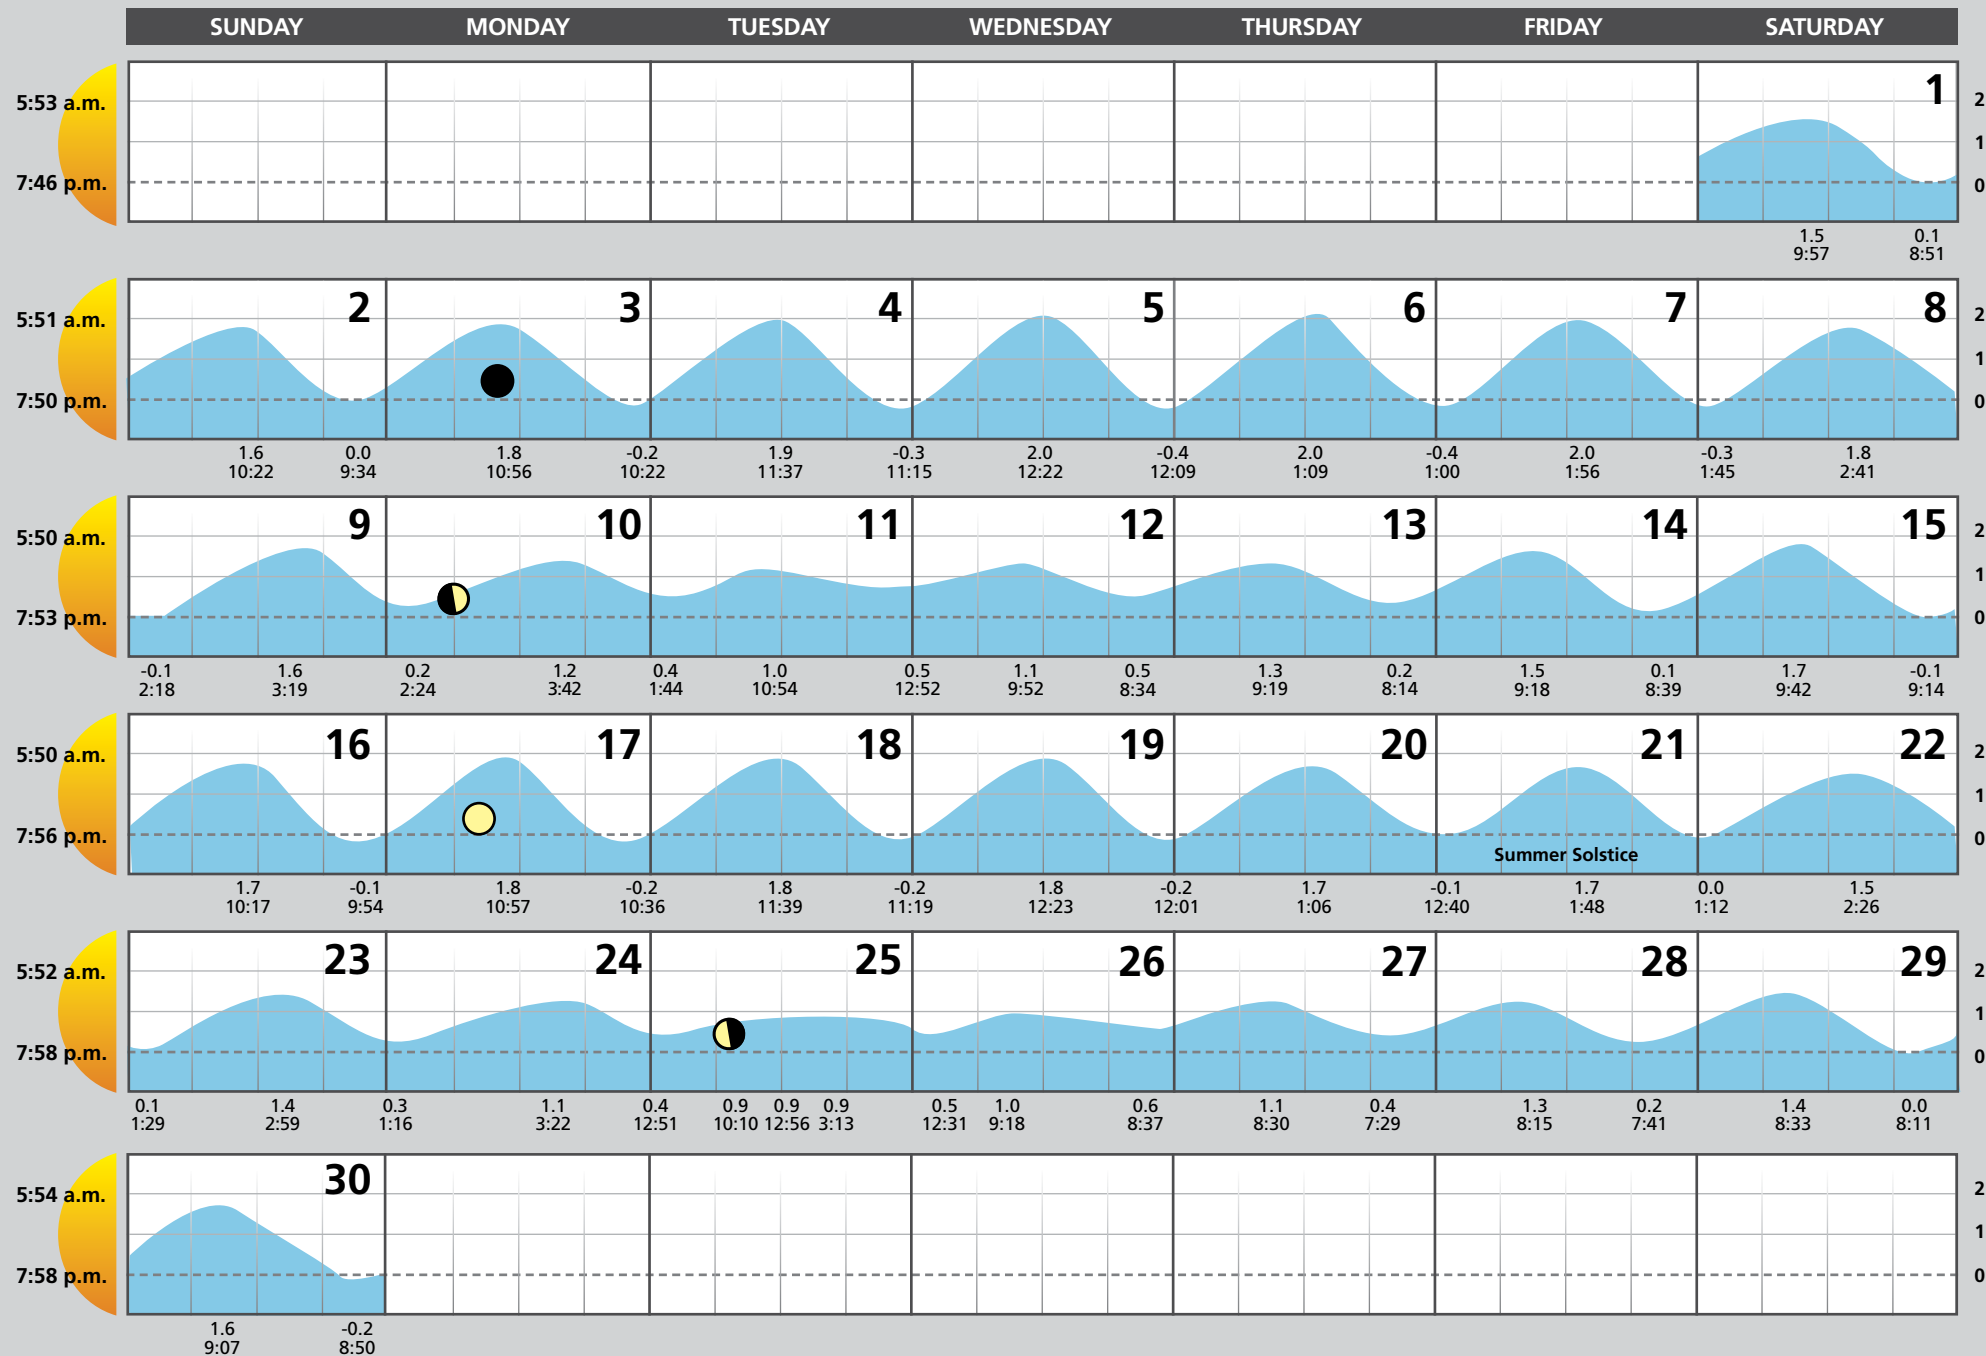 SUNDAY MONDAY TUESDAY WEDNESDAY THURSDAY FRIDAY SATURDAY
1
5:53 a.m. 2
1
7:46 p.m. 0
1.5 0.1
9:57 8:51
2 3 4 5 6 7 8
5:51 a.m. 2
1
7:50 p.m. 0
1.6 0.0 1.8 -0.2 1.9 -0.3 2.0 -0.4 2.0 -0.4 2.0 -0.3 1.8
10:22 9:34 10:56 10:22 11:37 11:15 12:22 12:09 1:09 1:00 1:56 1:45 2:41
9 10 11 12 13 14 15
5:50 a.m. 2
1
7:53 p.m. 0
-0.1 1.6 0.2 1.2 0.4 1.0 0.5 1.1 0.5 1.3 0.2 1.5 0.1 1.7 -0.1
2:18 3:19 2:24 3:42 1:44 10:54 12:52 9:52 8:34 9:19 8:14 9:18 8:39 9:42 9:14
16 17 18 19 20 21 22
5:50 a.m. 2
1
7:56 p.m. 0
Summer Solstice
1.7 -0.1 1.8 -0.2 1.8 -0.2 1.8 -0.2 1.7 -0.1 1.7 0.0 1.5
10:17 9:54 10:57 10:36 11:39 11:19 12:23 12:01 1:06 12:40 1:48 1:12 2:26
23 24 25 26 27 28 29
5:52 a.m. 2
1
7:58 p.m. 0
0.1 1.4 0.3 1.1 0.4 0.9 0.9 0.9 0.5 1.0 0.6 1.1 0.4 1.3 0.2 1.4 0.0
1:29 2:59 1:16 3:22 12:51 10:10 12:56 3:13 12:31 9:18 8:37 8:30 7:29 8:15 7:41 8:33 8:11
30
5:54 a.m. 2
1
7:58 p.m. 0
1.6 -0.2
9:07 8:50